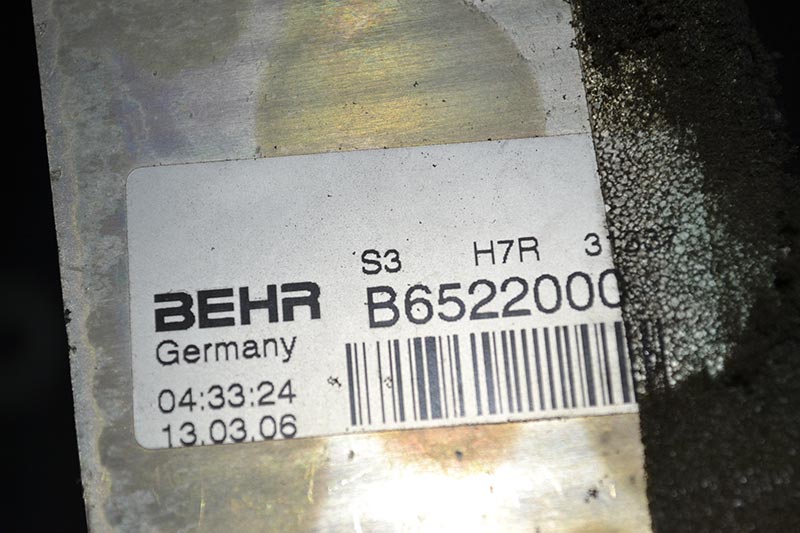 S3 H7R
BEHR B6522000
Germany
04:33:24
13.03.06